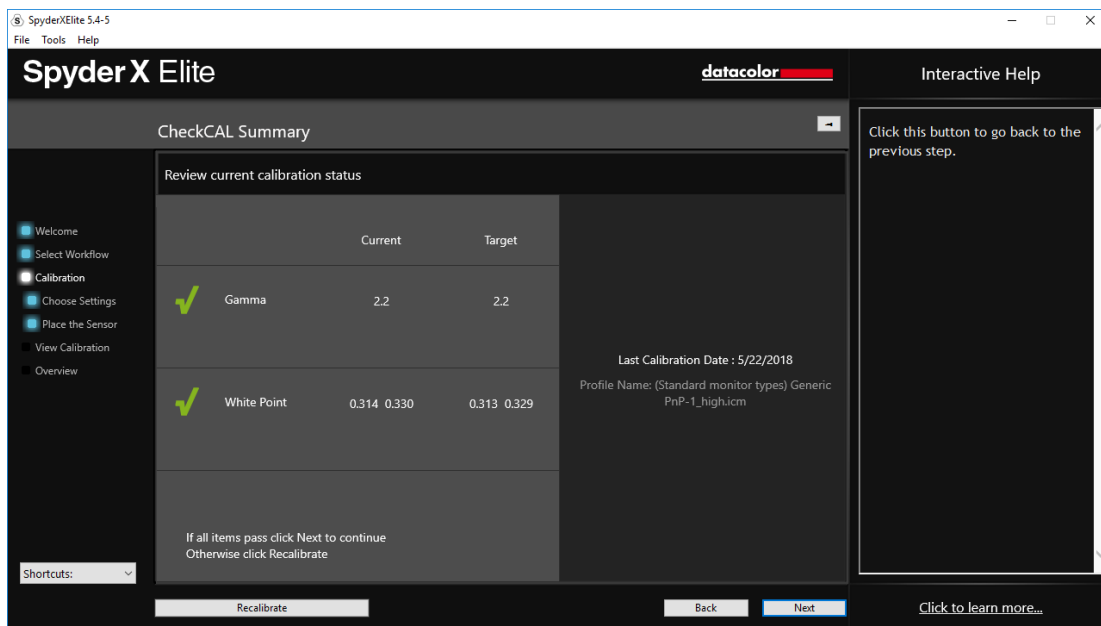 SpyderXElite 5.4-5
File Tools Help
Spyder X Elite
datacolor
Interactive Help
CheckCAL Summary
Click this button to go back to the
previous step.
Review current calibration status
Welcome
Select Workflow
Calibration
Choose Settings
Place the Sensor
View Calibration
Overview
Current Target
Gamma 2.2 2.2
White Point 0.314 0.330 0.313 0.329
If all items pass click Next to continue
Otherwise click Recalibrate
Last Calibration Date : 5/22/2018
Profile Name: (Standard monitor types) Generic
PnP-1_high.icm
Shortcuts:
Recalibrate
Back
Next
Click to learn more...